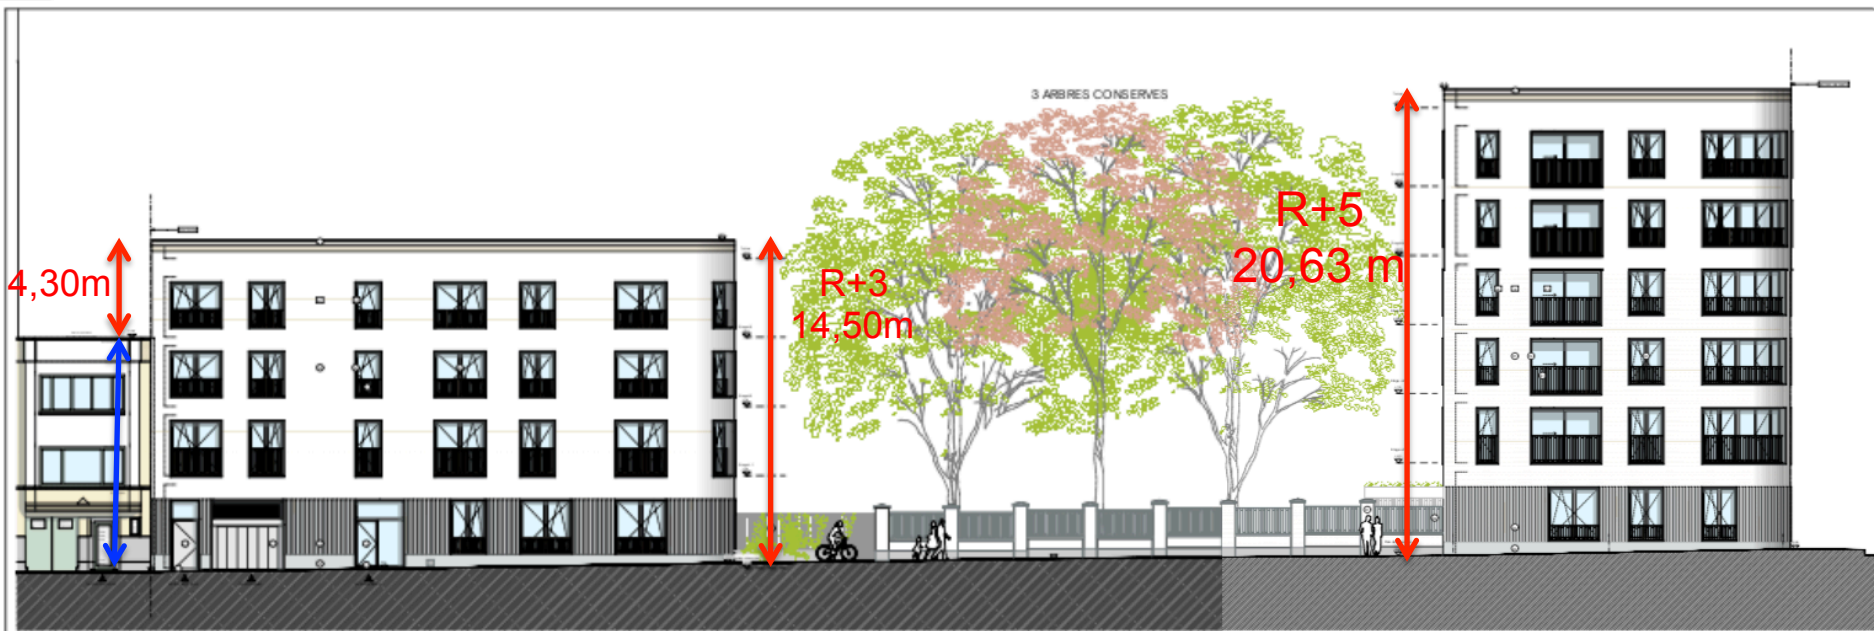 3 ARBRES CONSERVES
R+5
20,63 m
4,30m
R+3
14,50m